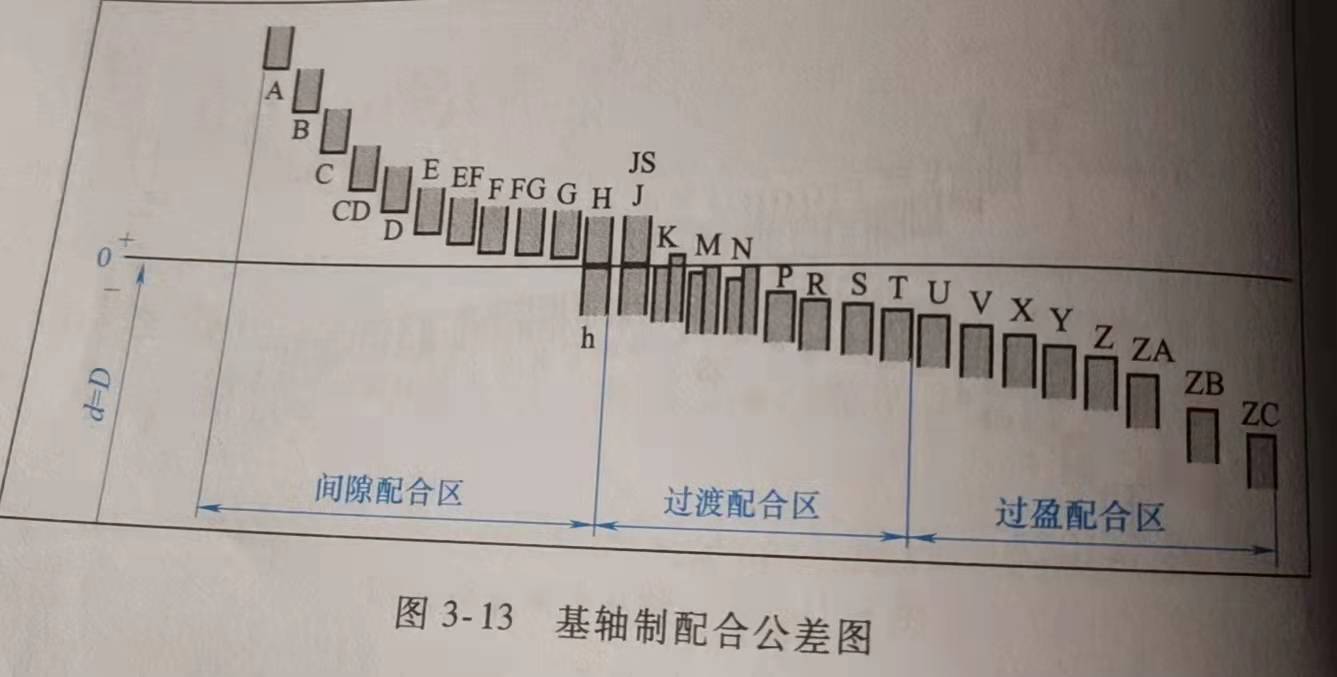 JS
A B C CD D E EF F FG G H J K M N P R S T U V X Y Z ZA ZB ZC
+
0
−
h
d=D
间隙配合区 过渡配合区 过盈配合区
图 3-13 基轴制配合公差图